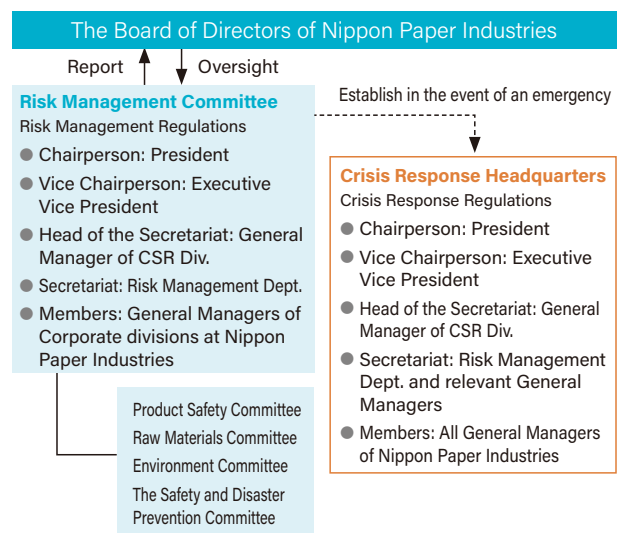 The Board of Directors of Nippon Paper Industries
Report
Oversight
Risk Management Committee
Risk Management Regulations
● Chairperson: President
● Vice Chairperson: Executive
Vice President
● Head of the Secretariat: General
Manager of CSR Div.
● Secretariat: Risk Management Dept.
● Members: General Managers of
Corporate divisions at Nippon
Paper Industries
Product Safety Committee
Raw Materials Committee
Environment Committee
The Safety and Disaster
Prevention Committee
Establish in the event of an emergency
Crisis Response Headquarters
Crisis Response Regulations
● Chairperson: President
● Vice Chairperson: Executive
Vice President
● Head of the Secretariat: General
Manager of CSR Div.
● Secretariat: Risk Management
Dept. and relevant General
Managers
● Members: All General Managers
of Nippon Paper Industries